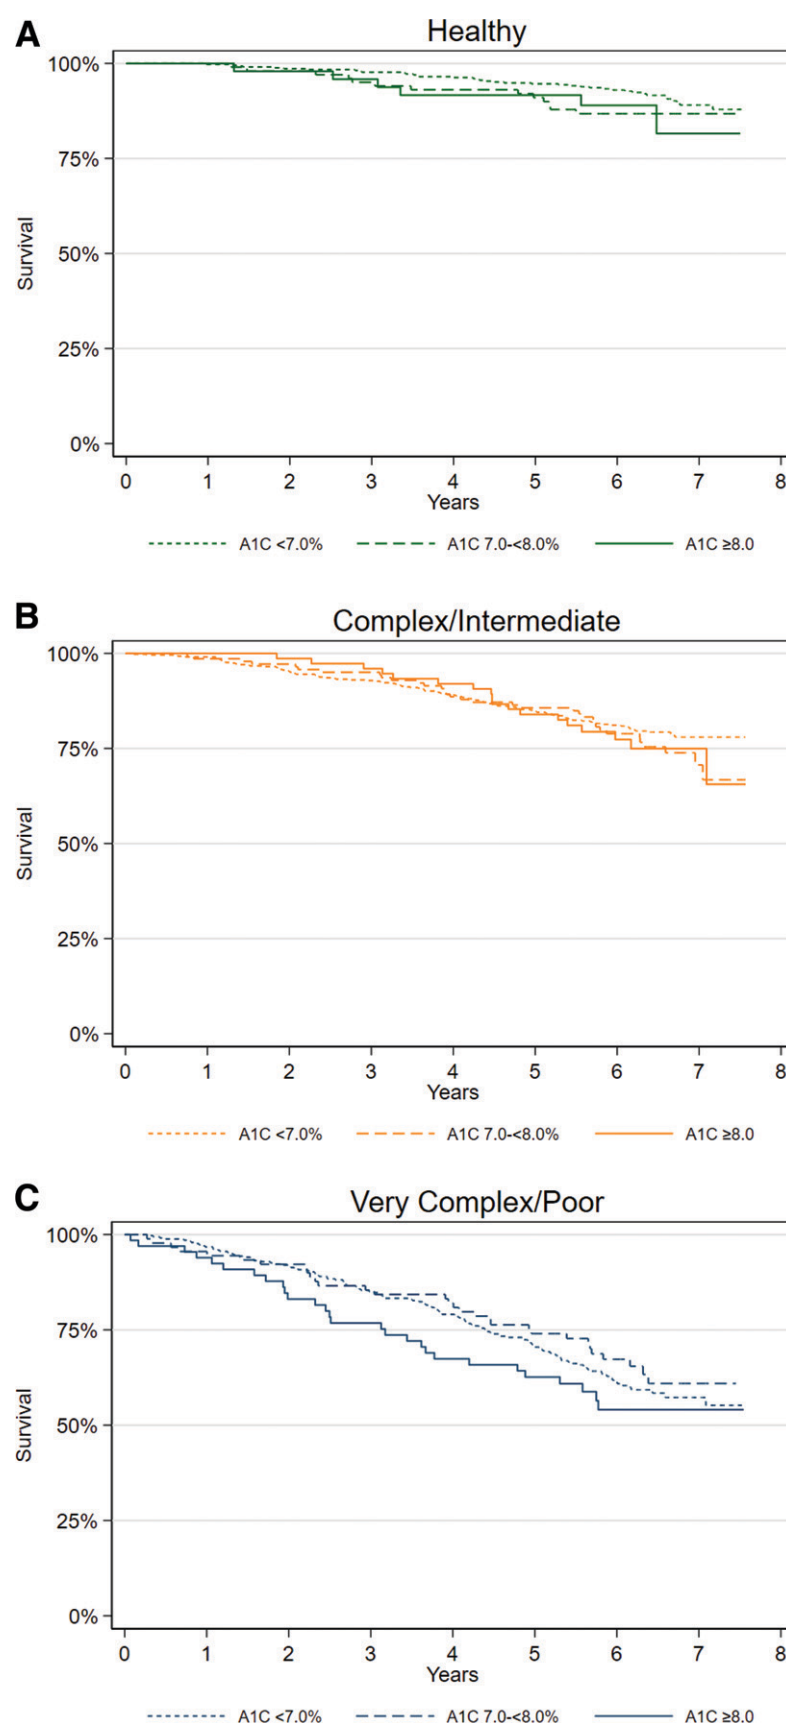 A
Healthy
100%
75%
50%
25%
0%
Survival
0 1 2 3 4 5 6 7 8
Years
A1C <7.0% A1C 7.0-<8.0% A1C ≥8.0
B
Complex/Intermediate
100%
75%
50%
25%
0%
Survival
0 1 2 3 4 5 6 7 8
Years
A1C <7.0% A1C 7.0-<8.0% A1C ≥8.0
C
Very Complex/Poor
100%
75%
50%
25%
0%
Survival
0 1 2 3 4 5 6 7 8
Years
A1C <7.0% A1C 7.0-<8.0% A1C ≥8.0